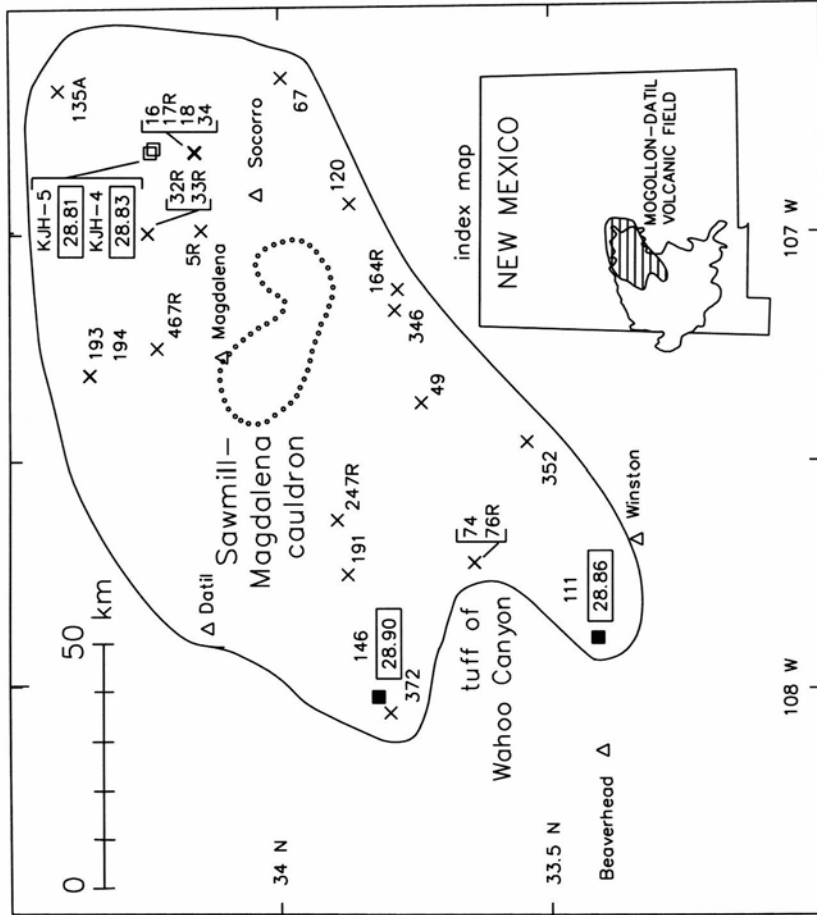 0
50
km
34 N
33.5 N
108 W
107 W
Datil
Sawmill–
Magdalena
cauldron
Magdalena
Socorro
KJH–5
28.81
KJH–4
28.83
32R
33R
16
17R
18
34
135A
5R
67
120
193
194
467R
164R
346
49
352
247R
191
146
28.90
372
74
76R
tuff of
Wahoo Canyon
111
28.86
Winston
Beaverhead
index map
NEW MEXICO
MOGOLLON–DATIL
VOLCANIC FIELD